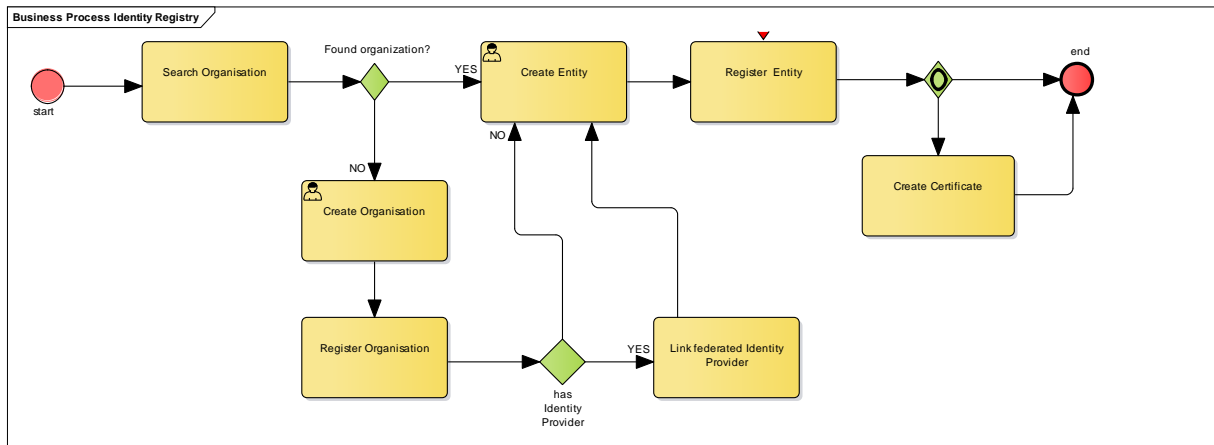 Business Process Identity Registry
Found organization?
end
Search Organisation
YES
Create Entity
Register Entity
start
NO
NO
Create Certificate
Create Organisation
Register Organisation
YES
Link federated Identity
Provider
has
Identity
Provider